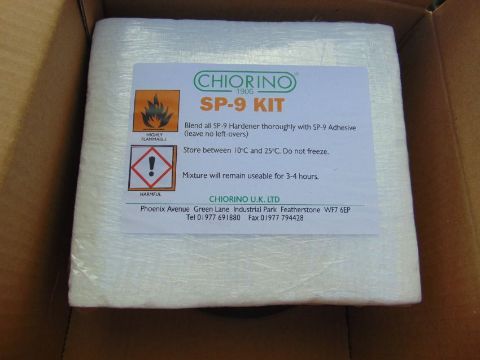 CHIORINO
1906
SP-9 KIT
Blend all SP-9 Hardener thoroughly with SP-9 Adhesive
(leave no left-overs)
HIGHLY
FLAMMABLE
Store between 10°C and 25°C. Do not freeze.
Mixture will remain useable for 3-4 hours.
HARMFUL
CHIORINO U.K. LTD
Phoenix Avenue Green Lane Industrial Park Featherstone WF7 6EP
Tel 01977 691880 Fax 01977 794428